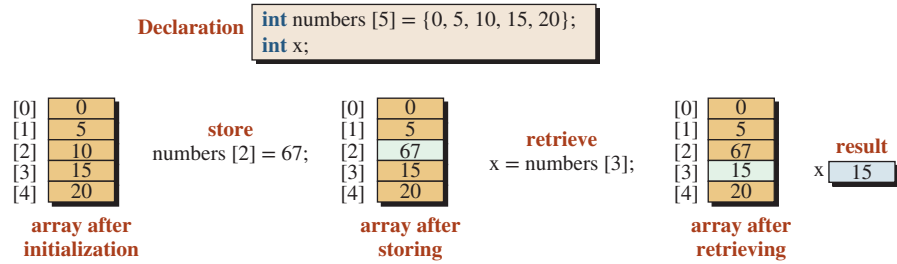 Declaration
int numbers [5] = {0, 5, 10, 15, 20};
int x;
[0] 0
[1] 5
[2] 10
[3] 15
[4] 20
array after
initialization
store
numbers [2] = 67;
[0] 0
[1] 5
[2] 67
[3] 15
[4] 20
array after
storing
retrieve
x = numbers [3];
[0] 0
[1] 5
[2] 67
[3] 15
[4] 20
array after
retrieving
result
x 15